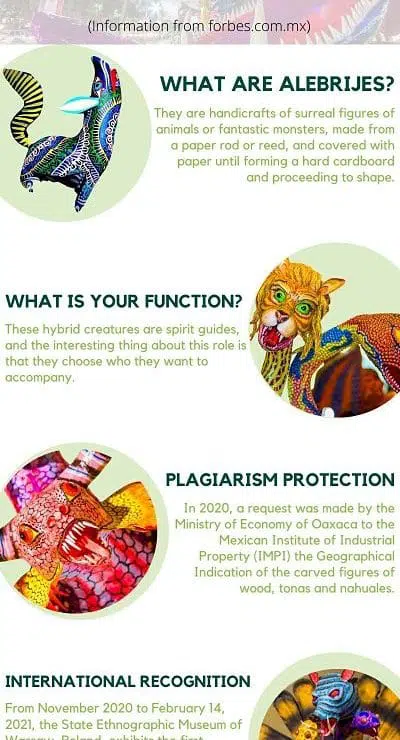 (Information from forbes.com.mx)
WHAT ARE ALEBRIJES?
They are handicrafts of surreal figures of
animals or fantastic monsters, made from
a paper rod or reed, and covered with
paper until forming a hard cardboard
and proceeding to shape.
WHAT IS YOUR FUNCTION?
These hybrid creatures are spirit guides,
and the interesting thing about this role is
that they choose who they want to
accompany.
PLAGIARISM PROTECTION
In 2020, a request was made by the
Ministry of Economy of Oaxaca to the
Mexican Institute of Industrial
Property (IMPI) the Geographical
Indication of the carved figures of
wood, tonas and nahuales.
INTERNATIONAL RECOGNITION
From November 2020 to February 14,
2021, the State Ethnographic Museum of
Warsaw, Poland, exhibits the first